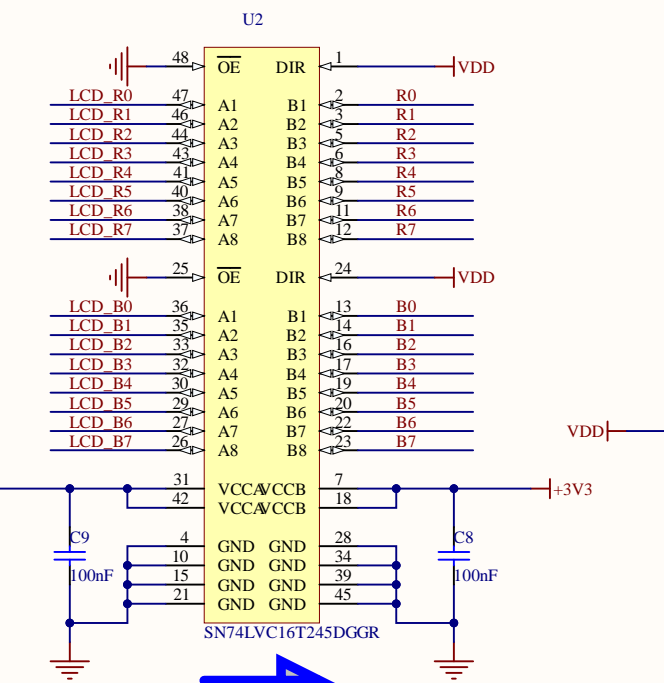 U2
48 OE DIR 1 VDD
LCD_R0 47 A1 B1 2 R0
LCD_R1 46 A2 B2 3 R1
LCD_R2 44 A3 B3 5 R2
LCD_R3 43 A4 B4 6 R3
LCD_R4 41 A5 B5 8 R4
LCD_R5 40 A6 B6 9 R5
LCD_R6 38 A7 B7 11 R6
LCD_R7 37 A8 B8 12 R7
25 OE DIR 24 VDD
LCD_B0 36 A1 B1 13 B0
LCD_B1 35 A2 B2 14 B1
LCD_B2 33 A3 B3 16 B2
LCD_B3 32 A4 B4 17 B3
LCD_B4 30 A5 B5 19 B4
LCD_B5 29 A6 B6 20 B5
LCD_B6 27 A7 B7 22 B6 VDD
LCD_B7 26 A8 B8 23 B7
31 VCCA VCCB 7 +3V3
42 VCCA VCCB 18
C9 4 GND GND 28 C8
10 GND GND 34
100nF 15 GND GND 39 100nF
21 GND GND 45
SN74LVC16T245DGGR